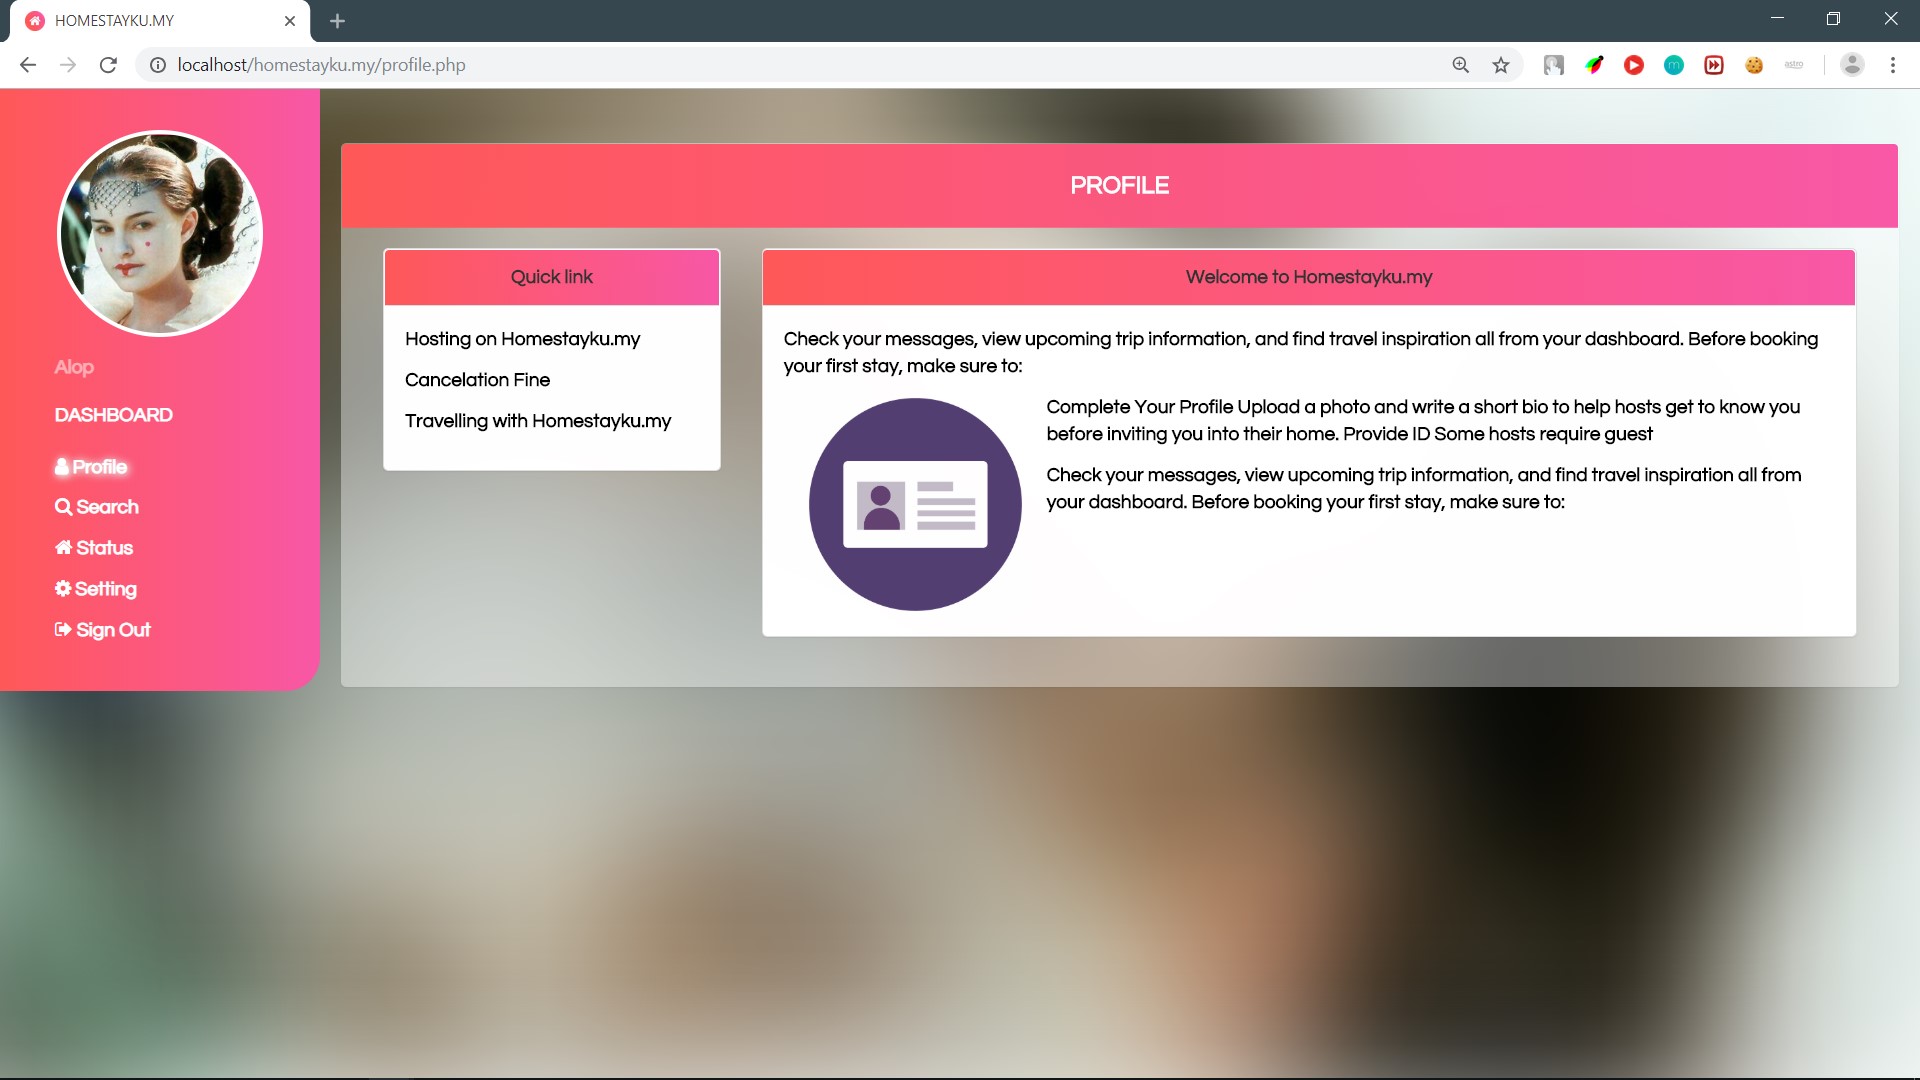 HOMESTAYKU.MY
localhost/homestayku.my/profile.php
astro
Alop
DASHBOARD
Profile
Search
Status
Setting
Sign Out
PROFILE
Quick link
Hosting on Homestayku.my
Cancelation Fine
Travelling with Homestayku.my
Welcome to Homestayku.my
Check your messages, view upcoming trip information, and find travel inspiration all from your dashboard. Before booking
your first stay, make sure to:
Complete Your Profile Upload a photo and write a short bio to help hosts get to know you
before inviting you into their home. Provide ID Some hosts require guest
Check your messages, view upcoming trip information, and find travel inspiration all from
your dashboard. Before booking your first stay, make sure to: